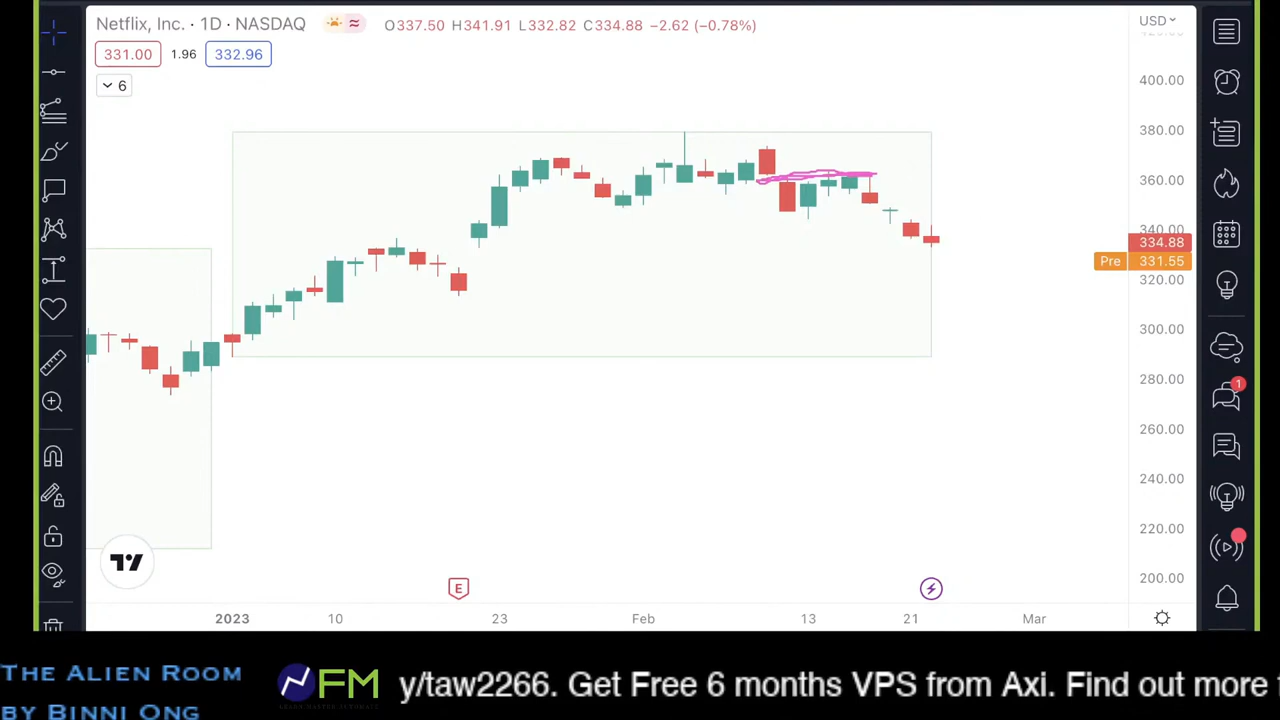 Netflix, Inc. · 1D · NASDAQ
O337.50 H341.91 L332.82 C334.88 −2.62 (−0.78%)
USD
331.00 1.96 332.96
6
400.00
380.00
360.00
340.00
334.88
Pre 331.55
320.00
300.00
280.00
260.00
240.00
220.00
200.00
1
E
2023 10 23 Feb 13 21 Mar
THE ALIEN ROOM
BY BINNI ONG
FM
y/taw2266. Get Free 6 months VPS from Axi. Find out more